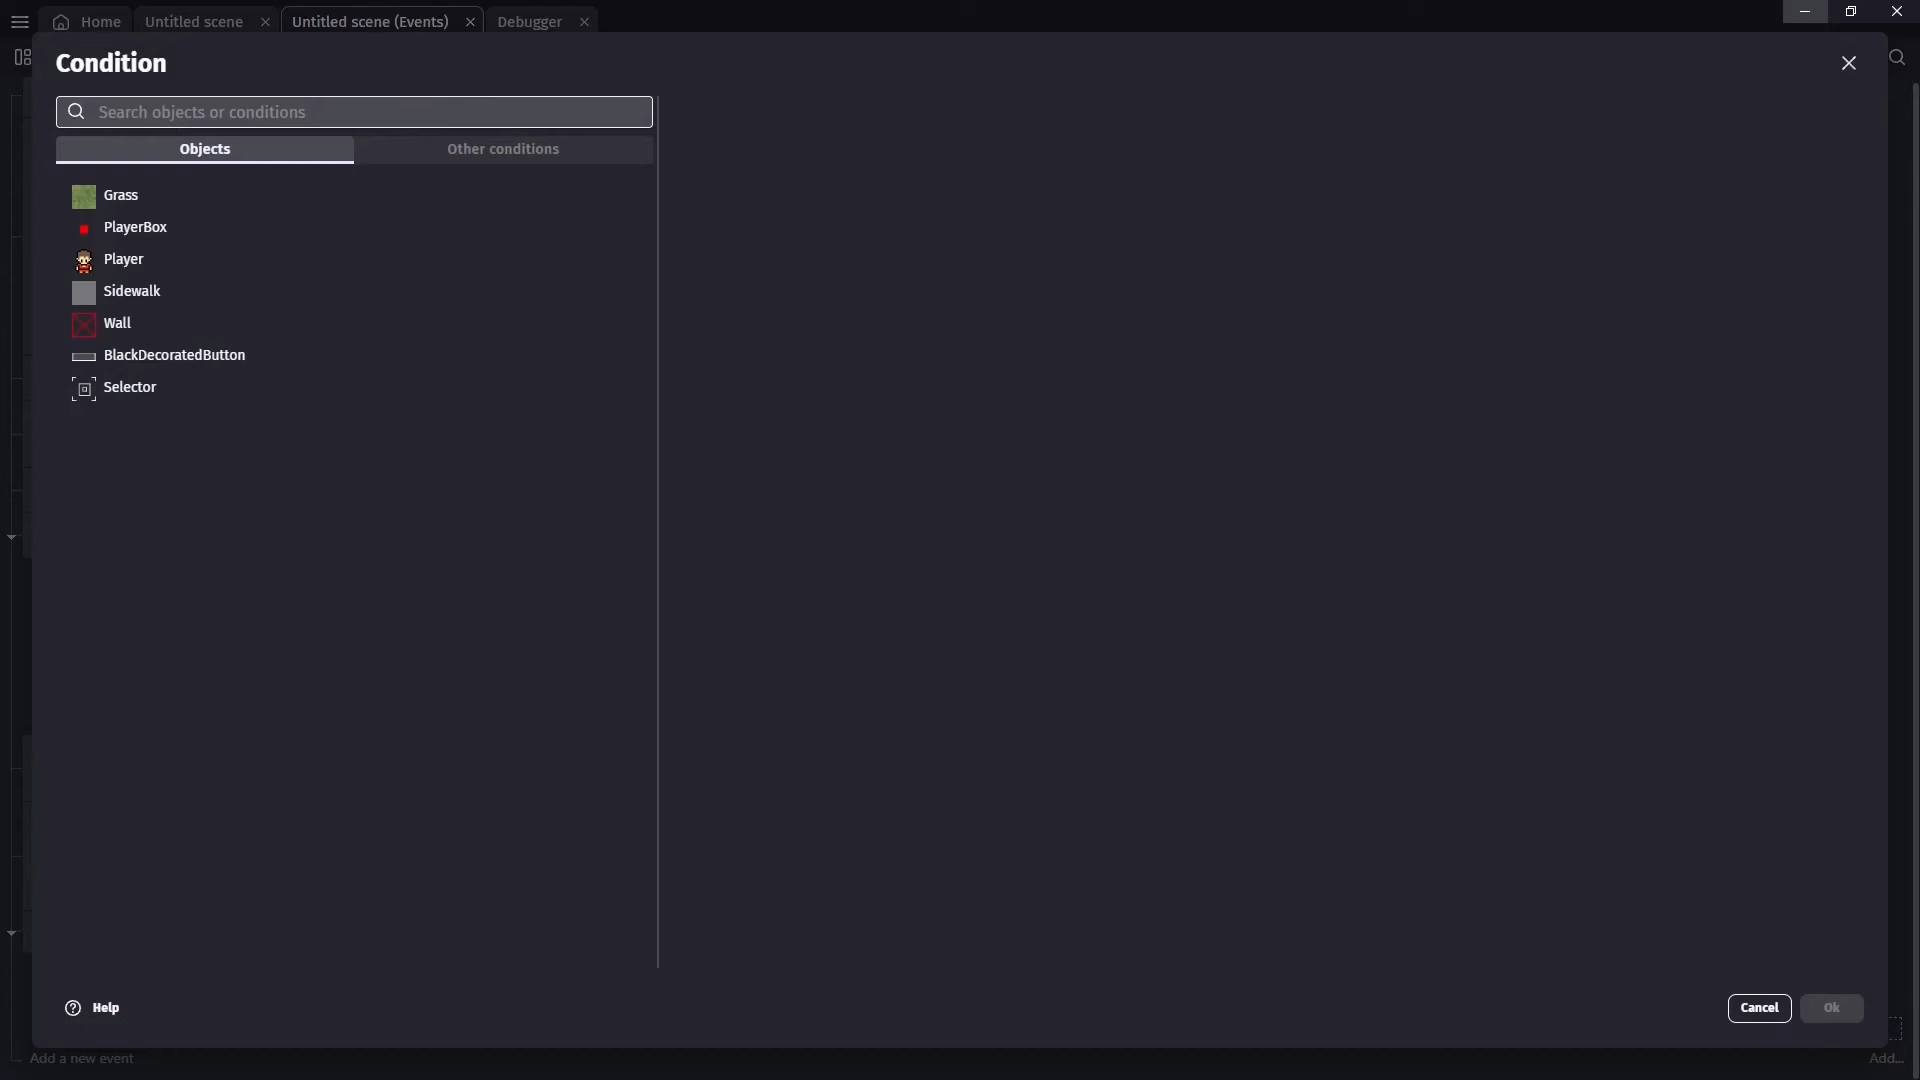 Home
Untitled scene
Untitled scene (Events)
Debugger
Condition
Search objects or conditions
Objects
Other conditions
Grass
PlayerBox
Player
Sidewalk
Wall
BlackDecoratedButton
Selector
Help
Cancel
Ok
Add a new event
Add...